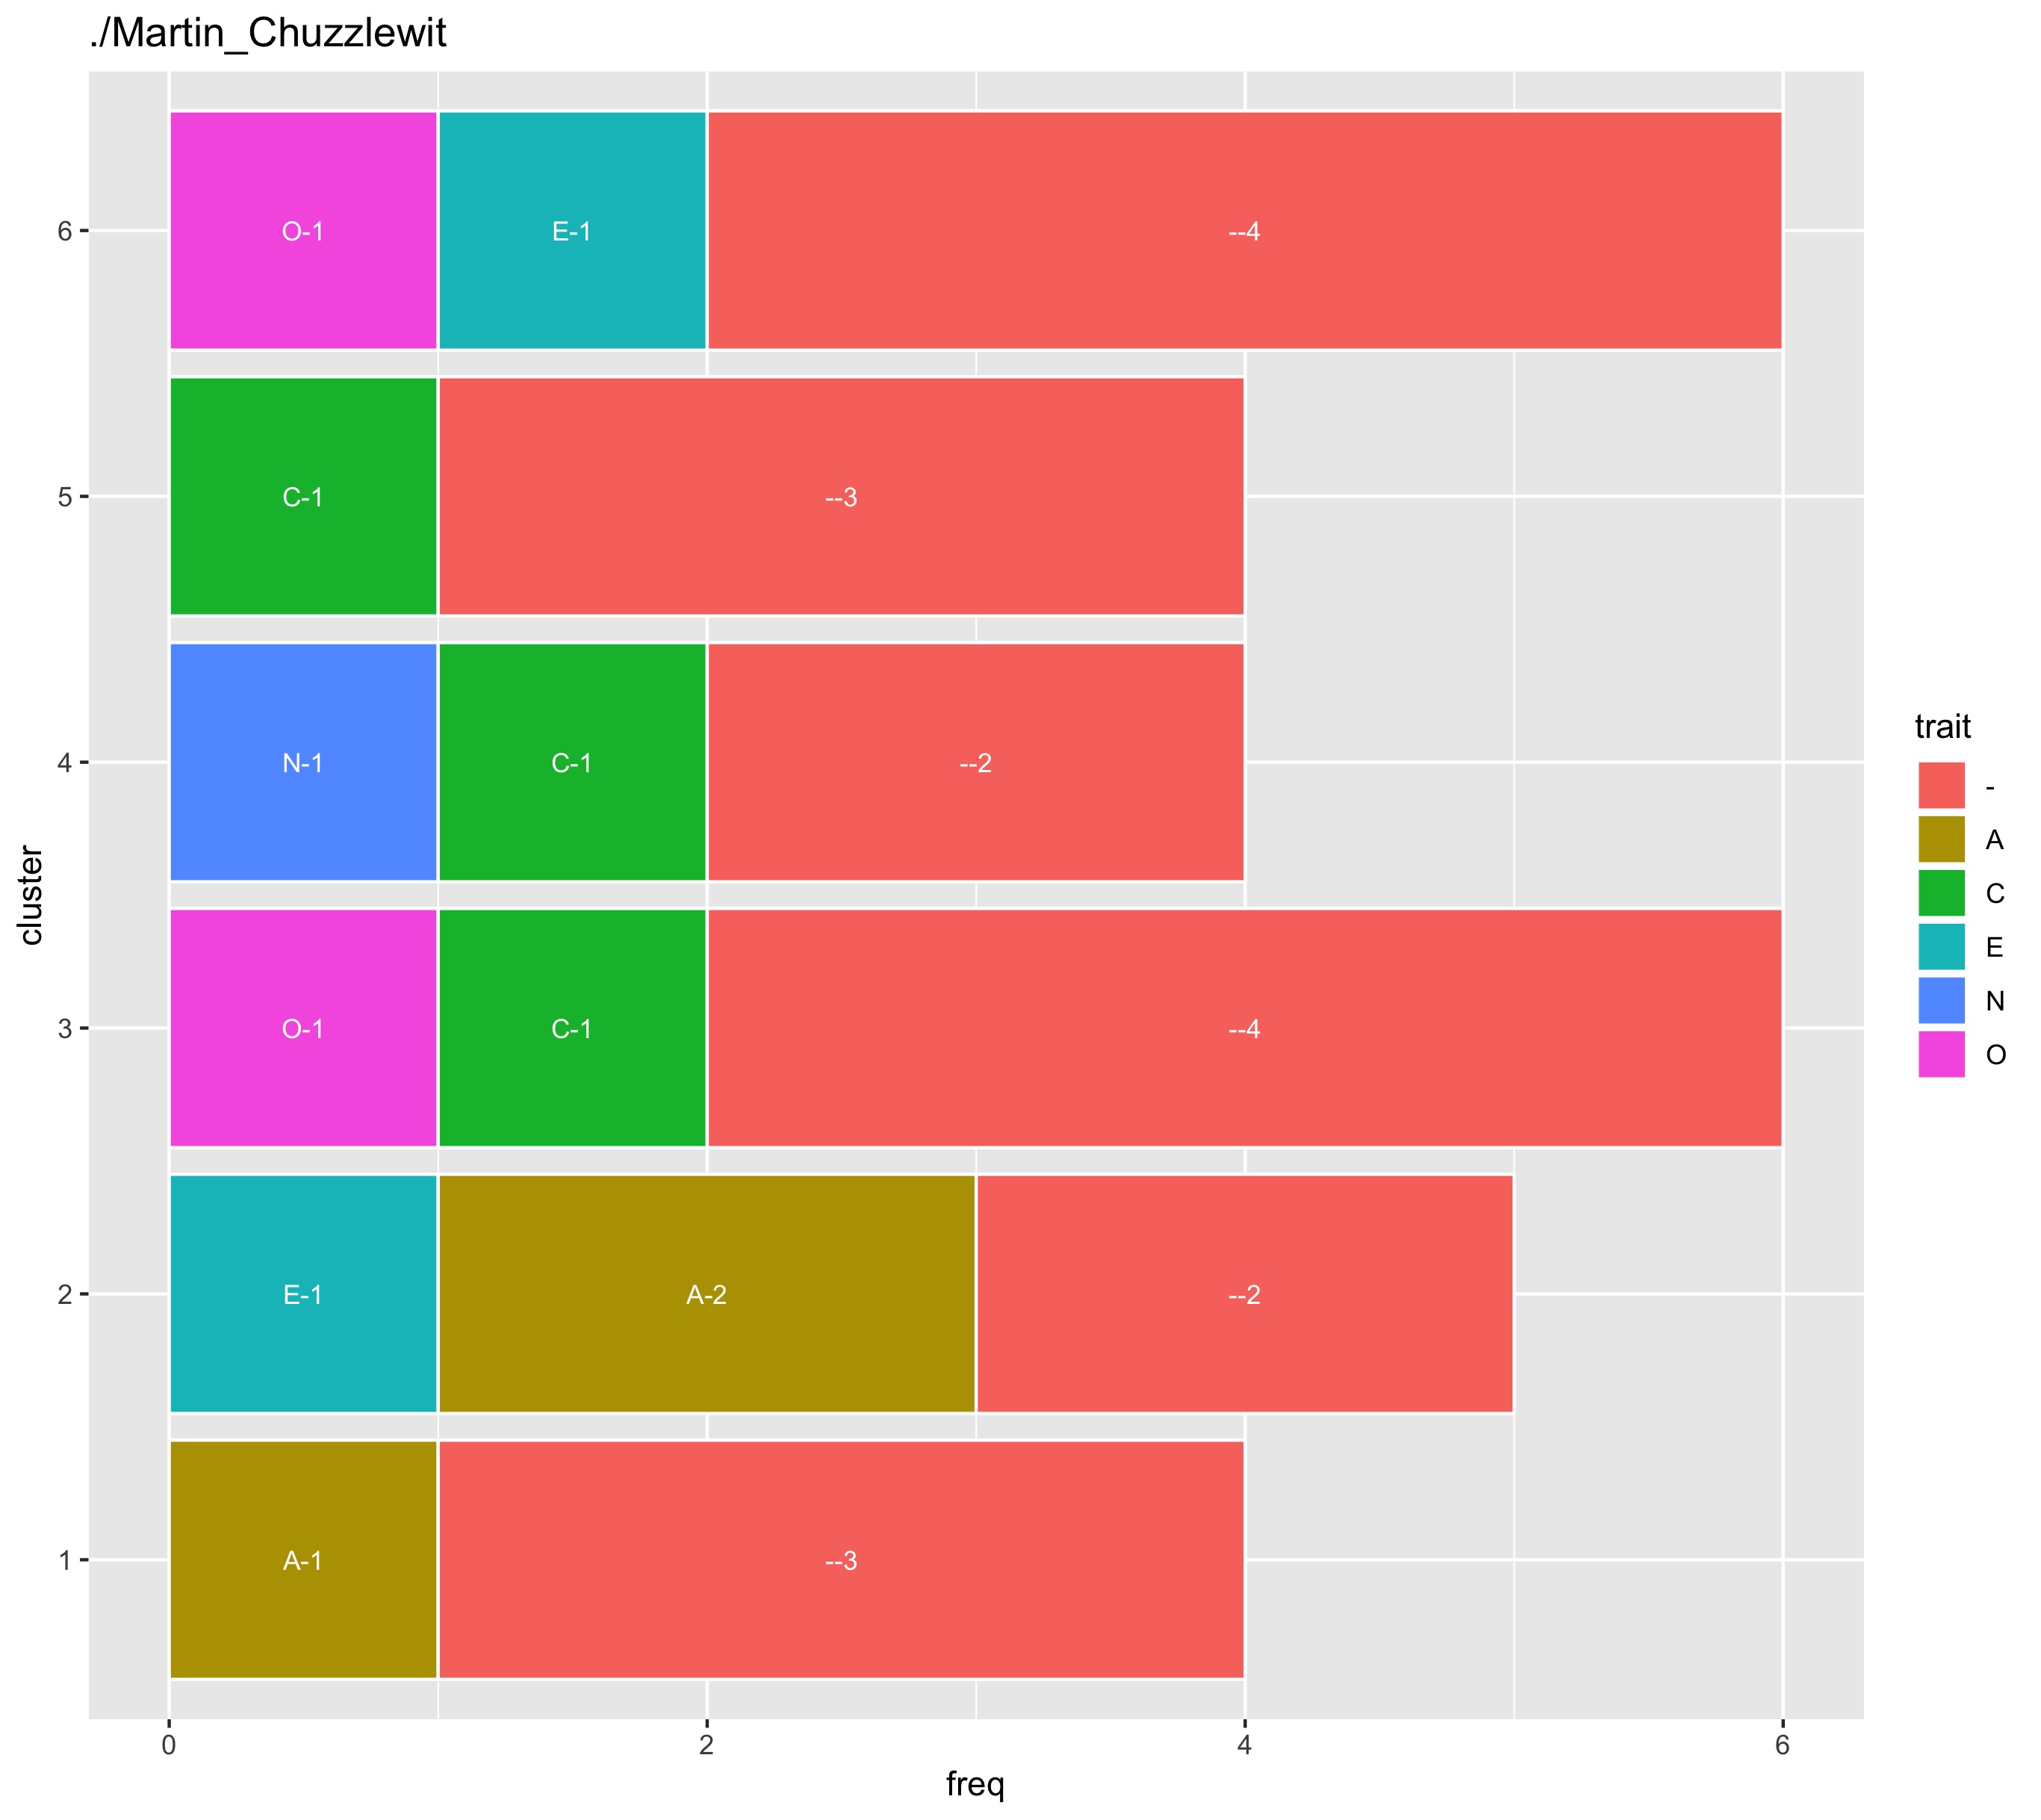 ./Martin_Chuzzlewit
6 O-1 E-1 --4
5 C-1 --3
4 N-1 C-1 --2
3 O-1 C-1 --4
2 E-1 A-2 --2
1 A-1 --3
0 2 4 6
freq
cluster
trait
-
A
C
E
N
O